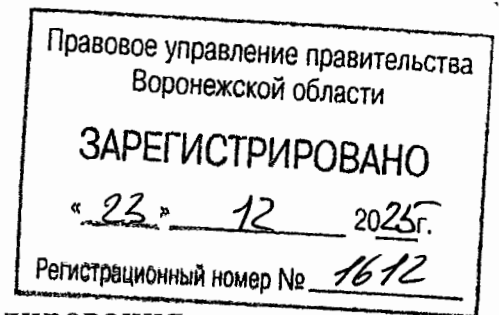 Правовое управление правительства
Воронежской области
ЗАРЕГИСТРИРОВАНО
« 23 » 12 2025г.
Регистрационный номер № 1612